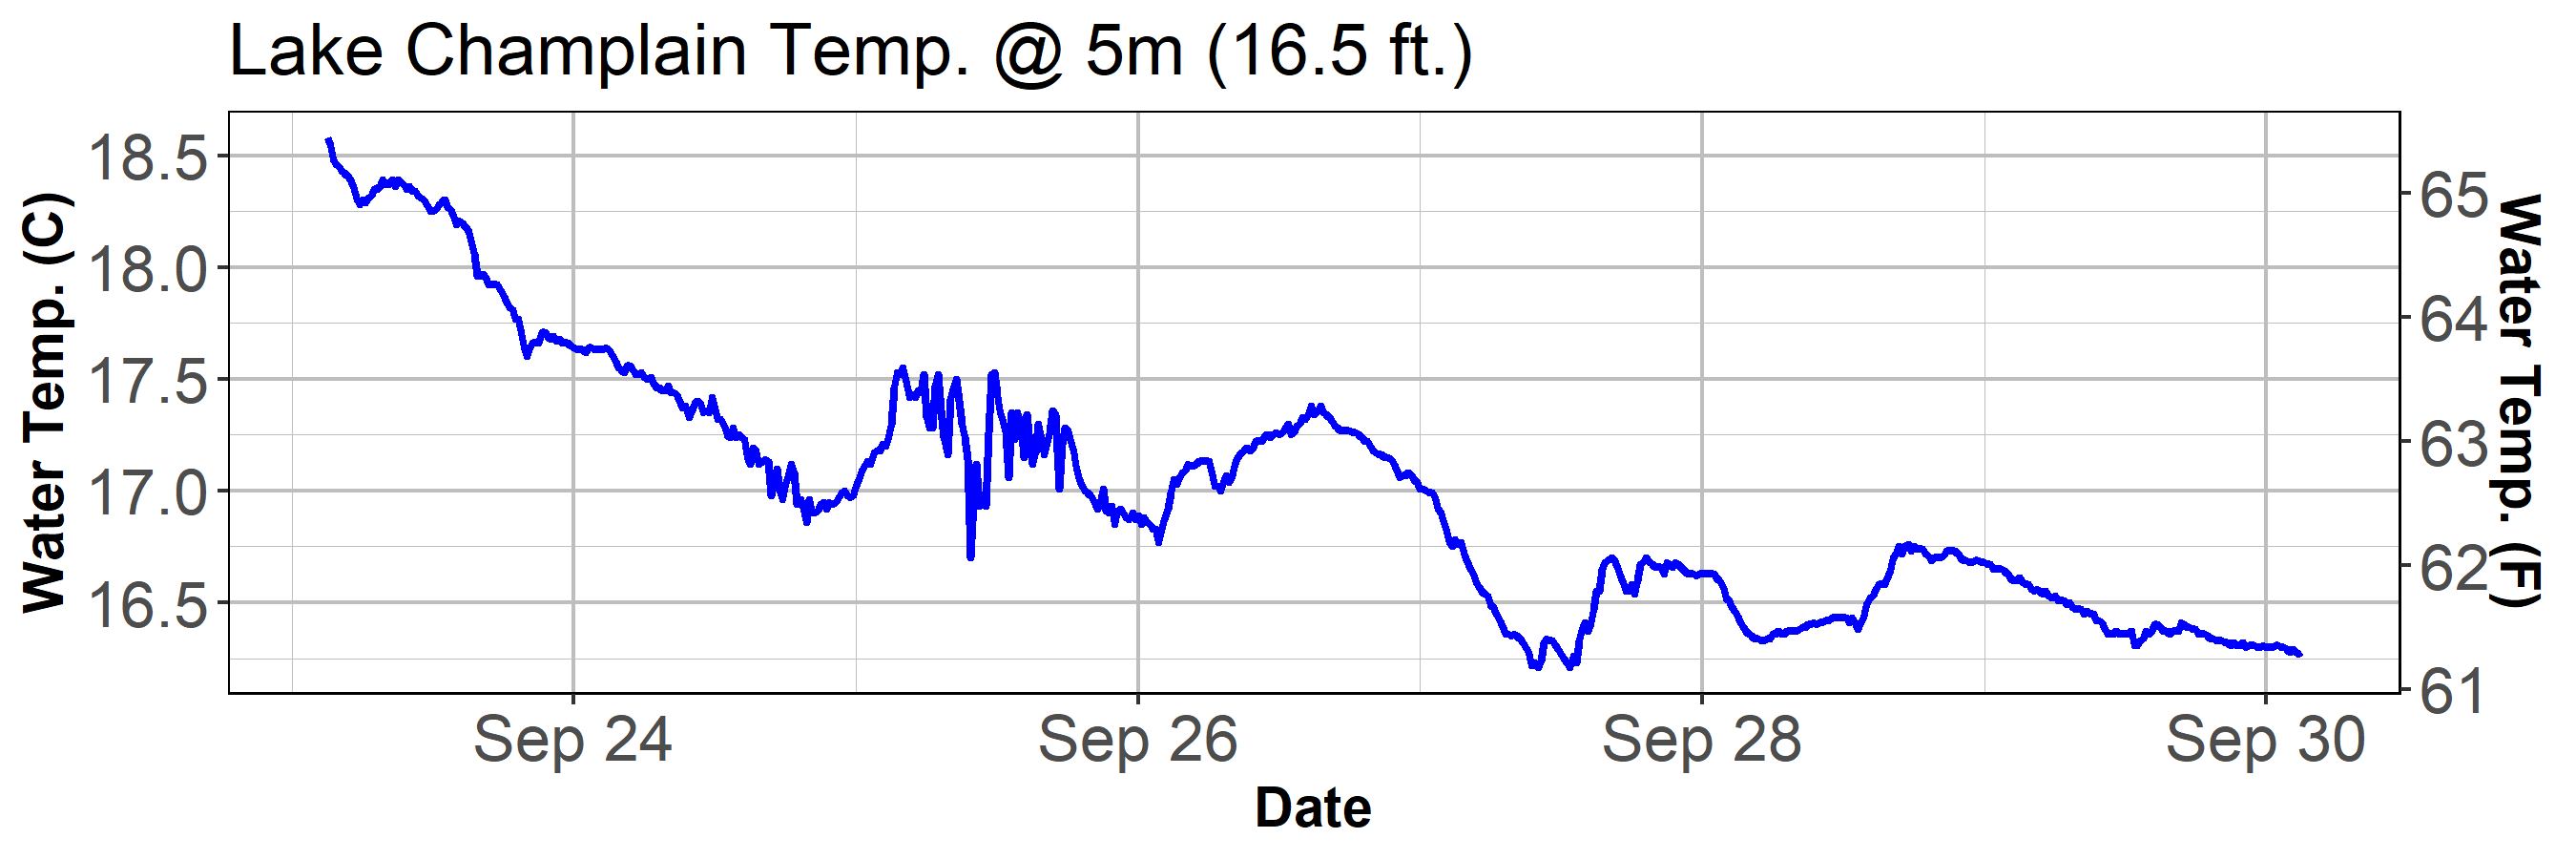 Lake Champlain Temp. @ 5m (16.5 ft.)
Water Temp. (C)
18.5
18.0
17.5
17.0
16.5
65
64
63
62
61
Water Temp. (F)
Sep 24 Sep 26 Sep 28 Sep 30
Date